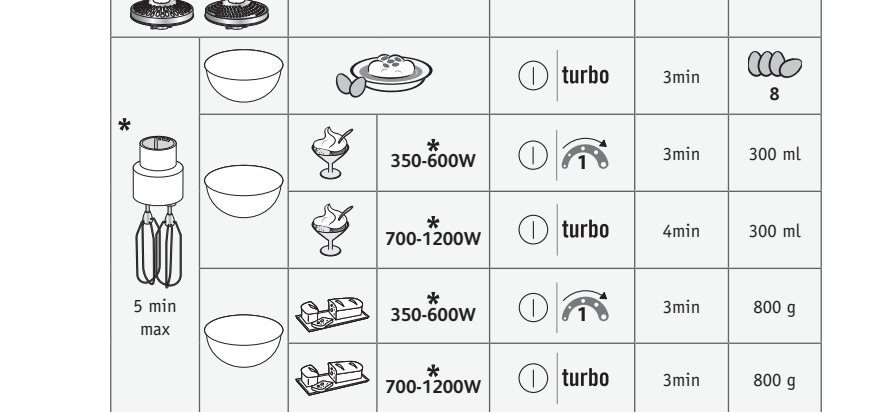 turbo
3min
8
*
*
350-600W
1
3min
300 ml
*
700-1200W
turbo
4min
300 ml
5 min
max
*
350-600W
1
3min
800 g
*
700-1200W
turbo
3min
800 g